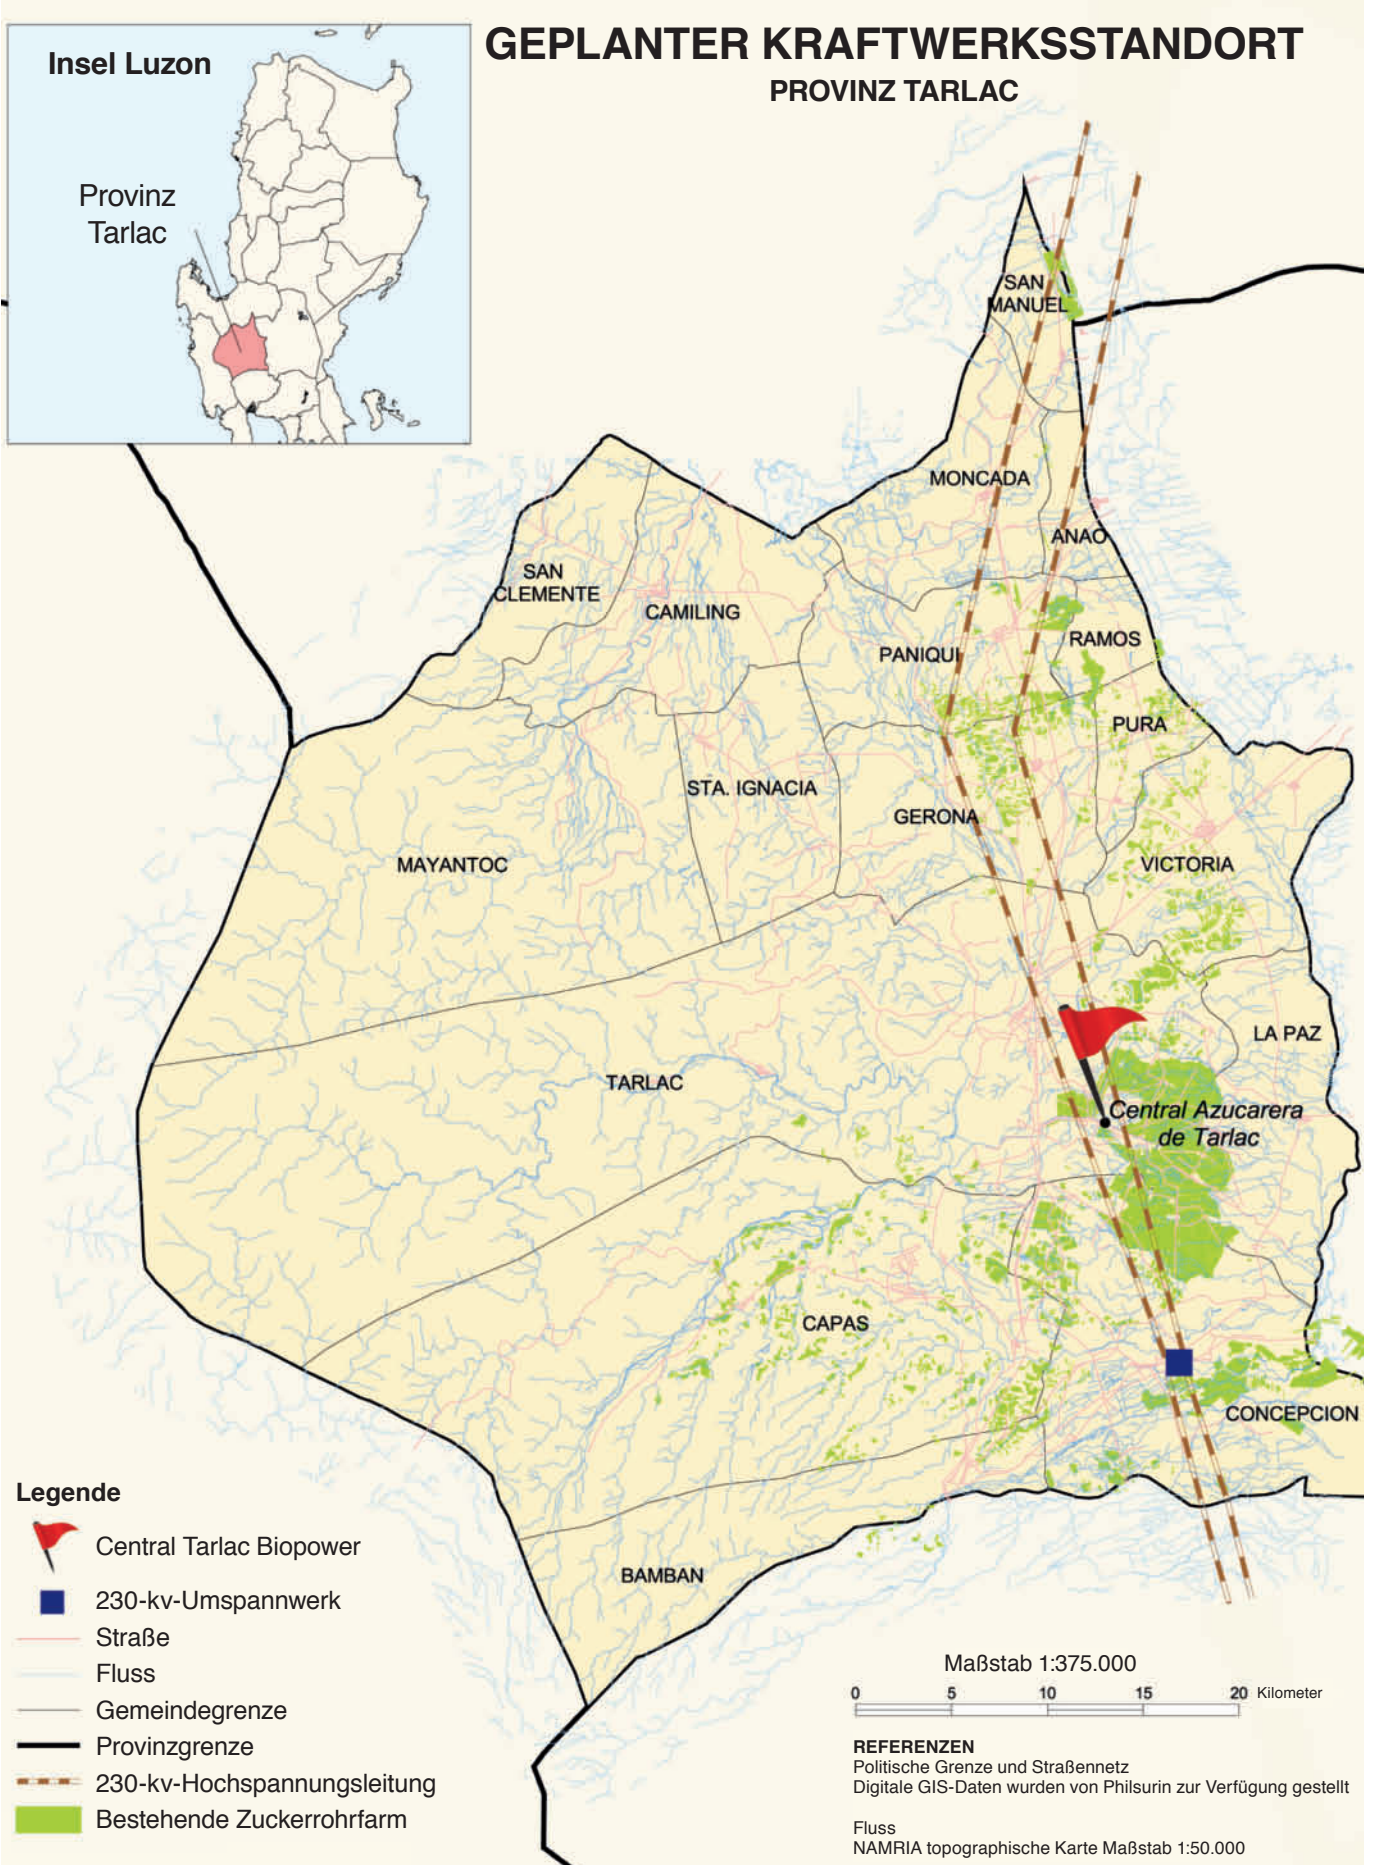 GEPLANTER KRAFTWERKSSTANDORT
PROVINZ TARLAC
Insel Luzon
Provinz
Tarlac
SAN
MANUEL
MONCADA
ANAO
SAN
CLEMENTE
CAMILING
PANIQUI
RAMOS
PURA
STA. IGNACIA
GERONA
MAYANTOC
VICTORIA
LA PAZ
TARLAC
Central Azucarera
de Tarlac
CAPAS
CONCEPCION
BAMBAN
Legende
Central Tarlac Biopower
230-kv-Umspannwerk
Straße
Fluss
Gemeindegrenze
Provinzgrenze
230-kv-Hochspannungsleitung
Bestehende Zuckerrohrfarm
Maßstab 1:375.000
0 5 10 15 20 Kilometer
REFERENZEN
Politische Grenze und Straßennetz
Digitale GIS-Daten wurden von Philsurin zur Verfügung gestellt
Fluss
NAMRIA topographische Karte Maßstab 1:50.000